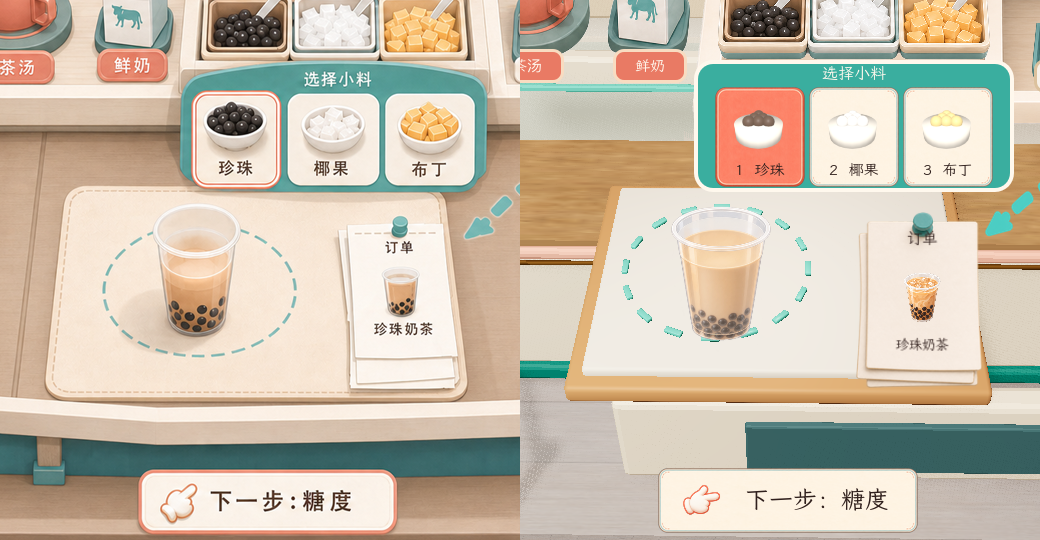 茶汤
鲜奶
选择小料
珍珠
椰果
布丁
订单
珍珠奶茶
下一步:糖度
茶汤
鲜奶
选择小料
1 珍珠
2 椰果
3 布丁
订单
珍珠奶茶
下一步：糖度